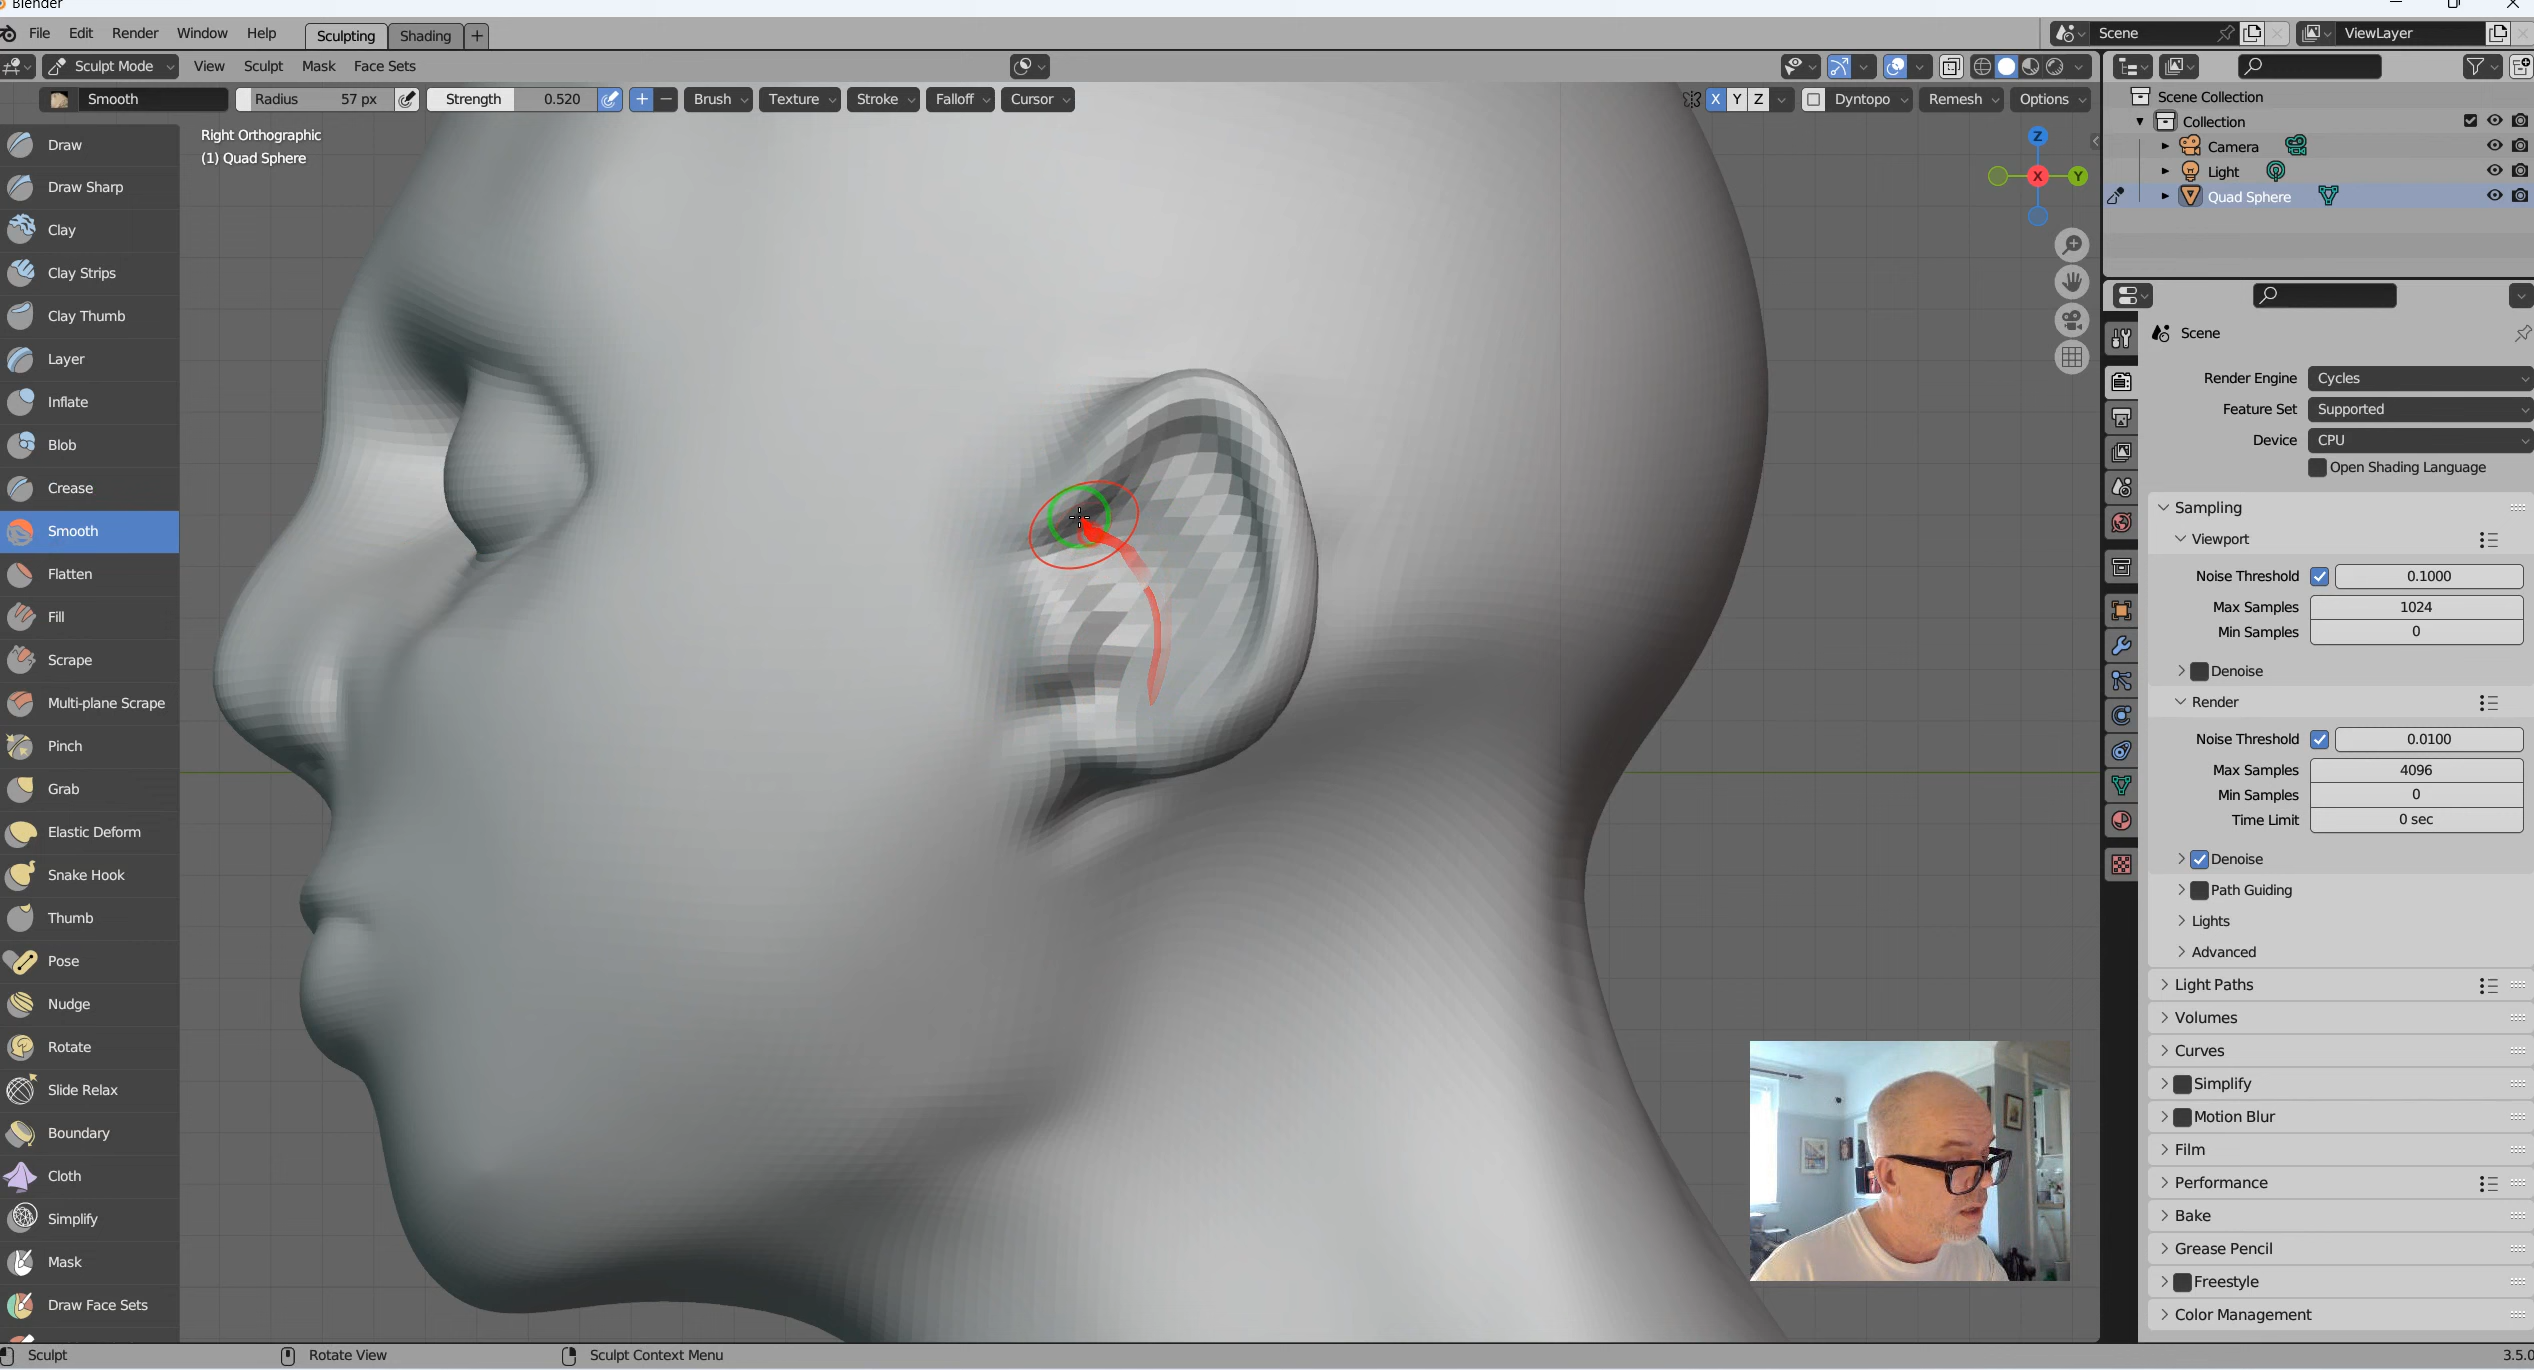 Blender
File Edit Render Window Help Sculpting Shading + Scene ViewLayer
Sculpt Mode View Sculpt Mask Face Sets
Smooth Radius 57 px Strength 0.520 Brush Texture Stroke Falloff Cursor X Y Z Dyntopo Remesh Options
Right Orthographic
(1) Quad Sphere
Z
X
Y
Draw
Draw Sharp
Clay
Clay Strips
Clay Thumb
Layer
Inflate
Blob
Crease
Smooth
Flatten
Fill
Scrape
Multi-plane Scrape
Pinch
Grab
Elastic Deform
Snake Hook
Thumb
Pose
Nudge
Rotate
Slide Relax
Boundary
Cloth
Simplify
Mask
Draw Face Sets
Scene Collection
Collection
Camera
Light
Quad Sphere
Scene
Render Engine Cycles
Feature Set Supported
Device CPU
Open Shading Language
Sampling
Viewport
Noise Threshold 0.1000
Max Samples 1024
Min Samples 0
Denoise
Render
Noise Threshold 0.0100
Max Samples 4096
Min Samples 0
Time Limit 0 sec
Denoise
Path Guiding
Lights
Advanced
Light Paths
Volumes
Curves
Simplify
Motion Blur
Film
Performance
Bake
Grease Pencil
Freestyle
Color Management
Sculpt Rotate View Sculpt Context Menu 3.5.0